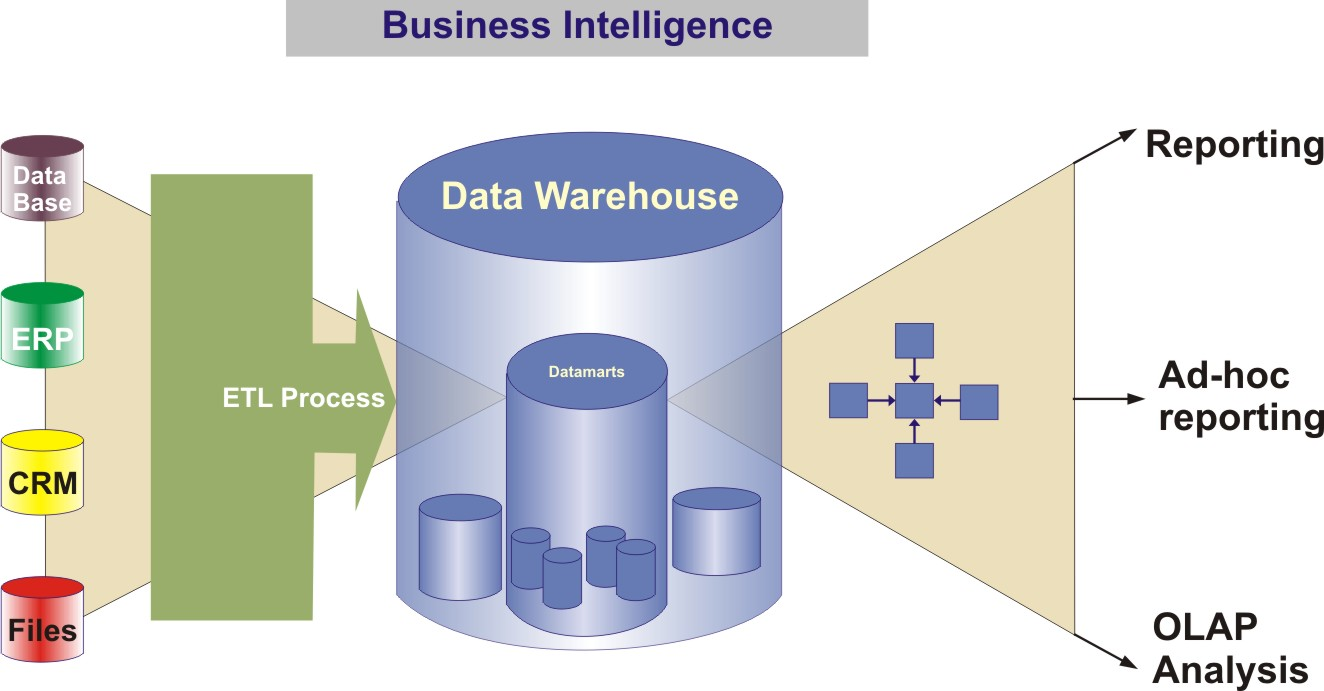 Business Intelligence
Data
Base
ERP
CRM
Files
ETL Process
Data Warehouse
Datamarts
Reporting
Ad-hoc
reporting
OLAP
Analysis